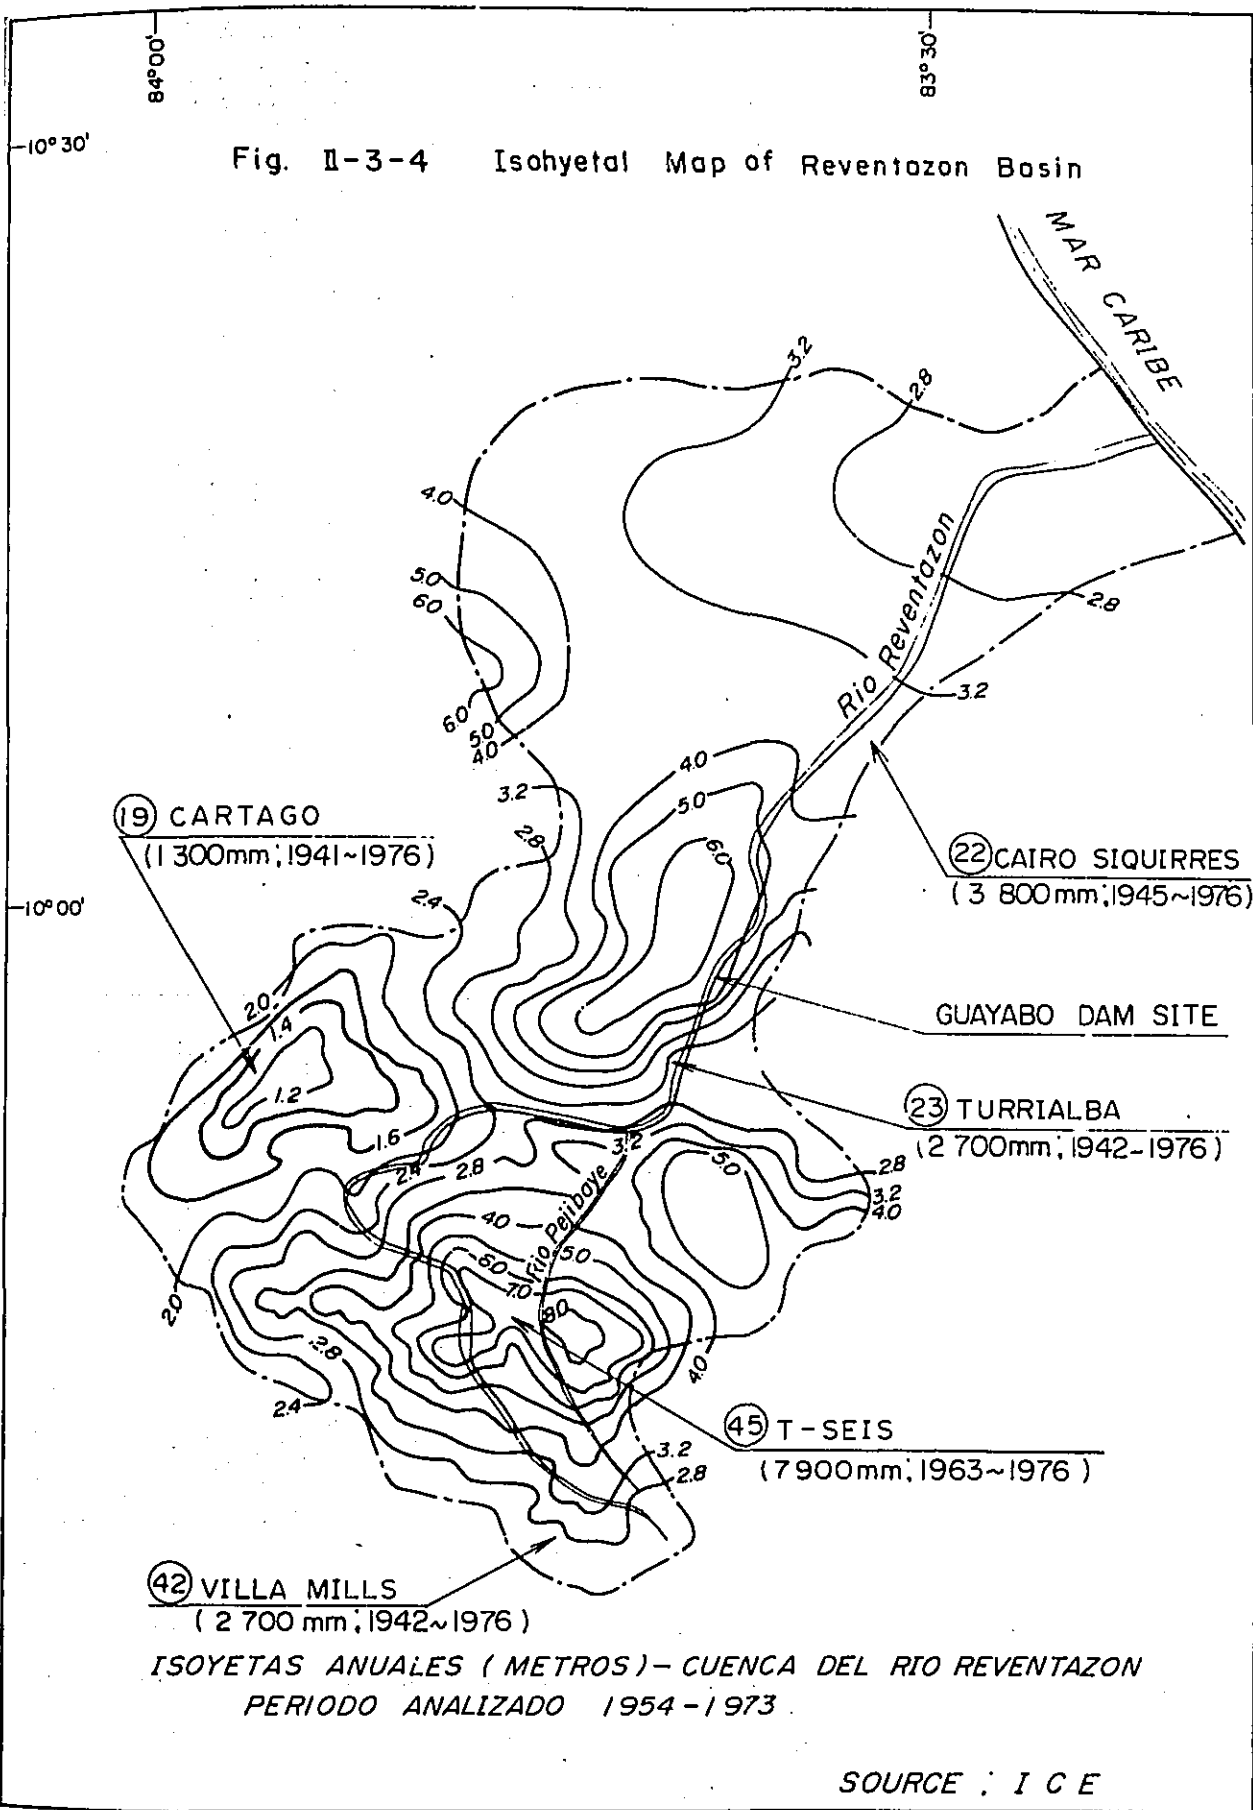 84°00'
83°30'
10°30'
Fig. II-3-4 Isohyetal Map of Reventazon Basin
MAR CARIBE
3.2
2.8
4.0
5.0
6.0
Rio Reventazon
2.8
3.2
6.0
5.0
4.0
4.0
3.2
5.0
19 CARTAGO
(1 300mm; 1941~1976)
2.8
6.0
22 CAIRO SIQUIRRES
(3 800mm; 1945~1976)
2.4
10°00'
2.0
1.4
GUAYABO DAM SITE
1.2
23 TURRIALBA
(2 700mm; 1942~1976)
1.6
3.2
2.4
2.8
5.0
2.8
3.2
4.0
Rio Pejibaye
4.0
5.0
6.0
7.0
2.0
8.0
2.8
4.0
2.4
45 T-SEIS
(7900mm; 1963~1976)
3.2
2.8
42 VILLA MILLS
(2 700 mm; 1942~1976)
ISOYETAS ANUALES (METROS) - CUENCA DEL RIO REVENTAZON
PERIODO ANALIZADO 1954-1973
SOURCE : I C E